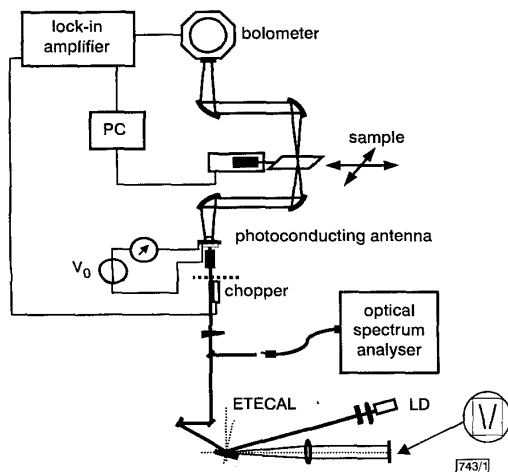 lock-in
amplifier
bolometer
PC
sample
photoconducting antenna
V0
chopper
optical
spectrum
analyser
ETECAL
LD
743/1